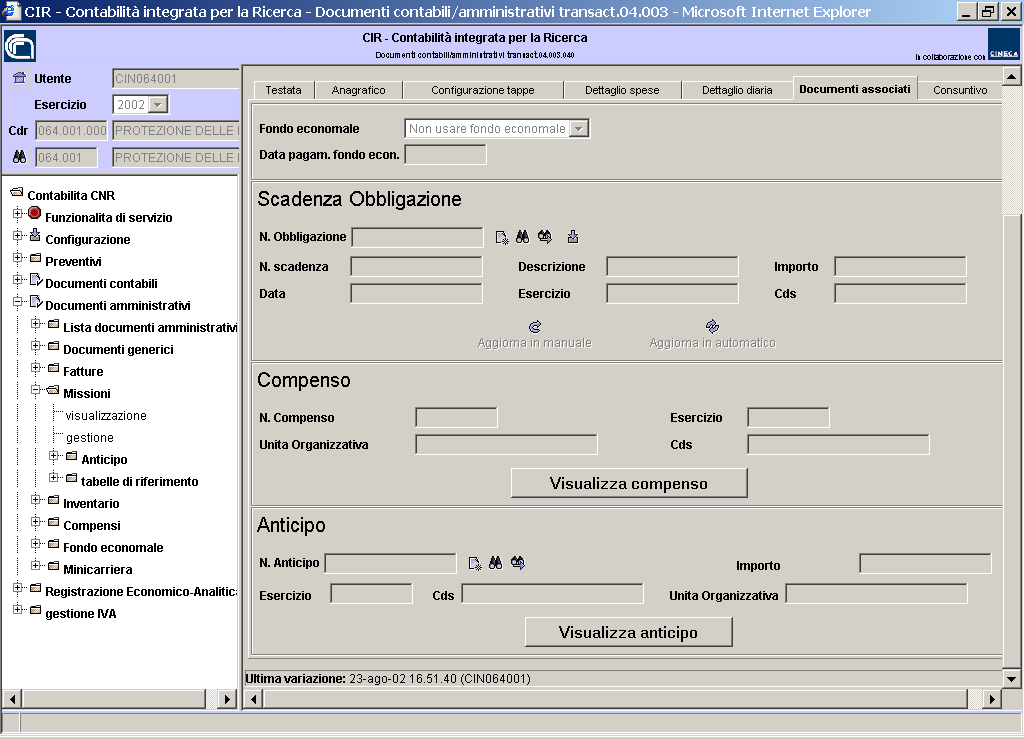 CIR - Contabilità integrata per la Ricerca - Documenti contabili/amministrativi transact.04.003 - Microsoft Internet Explorer
CIR - Contabilità integrata per la Ricerca
Documenti contabili/amministrativi transact.04.003.040
In collaborazione con
CINECA
Utente CIN064001
Esercizio 2002
Cdr 064.001.000 PROTEZIONE DELLE
064.001 PROTEZIONE DELLE
Contabilita CNR
Funzionalita di servizio
Configurazione
Preventivi
Documenti contabili
Documenti amministrativi
Lista documenti amministrativi
Documenti generici
Fatture
Missioni
visualizzazione
gestione
Anticipo
tabelle di riferimento
Inventario
Compensi
Fondo economale
Minicarriera
Registrazione Economico-Analitica
gestione IVA
Testata Anagrafico Configurazione tappe Dettaglio spese Dettaglio diaria Documenti associati Consuntivo
Fondo economale Non usare fondo economale
Data pagam. fondo econ.
Scadenza Obbligazione
N. Obbligazione
N. scadenza Descrizione Importo
Data Esercizio Cds
Aggiorna in manuale Aggiorna in automatico
Compenso
N. Compenso Esercizio
Unita Organizzativa Cds
Visualizza compenso
Anticipo
N. Anticipo Importo
Esercizio Cds Unita Organizzativa
Visualizza anticipo
Ultima variazione: 23-ago-02 16.51.40 (CIN064001)